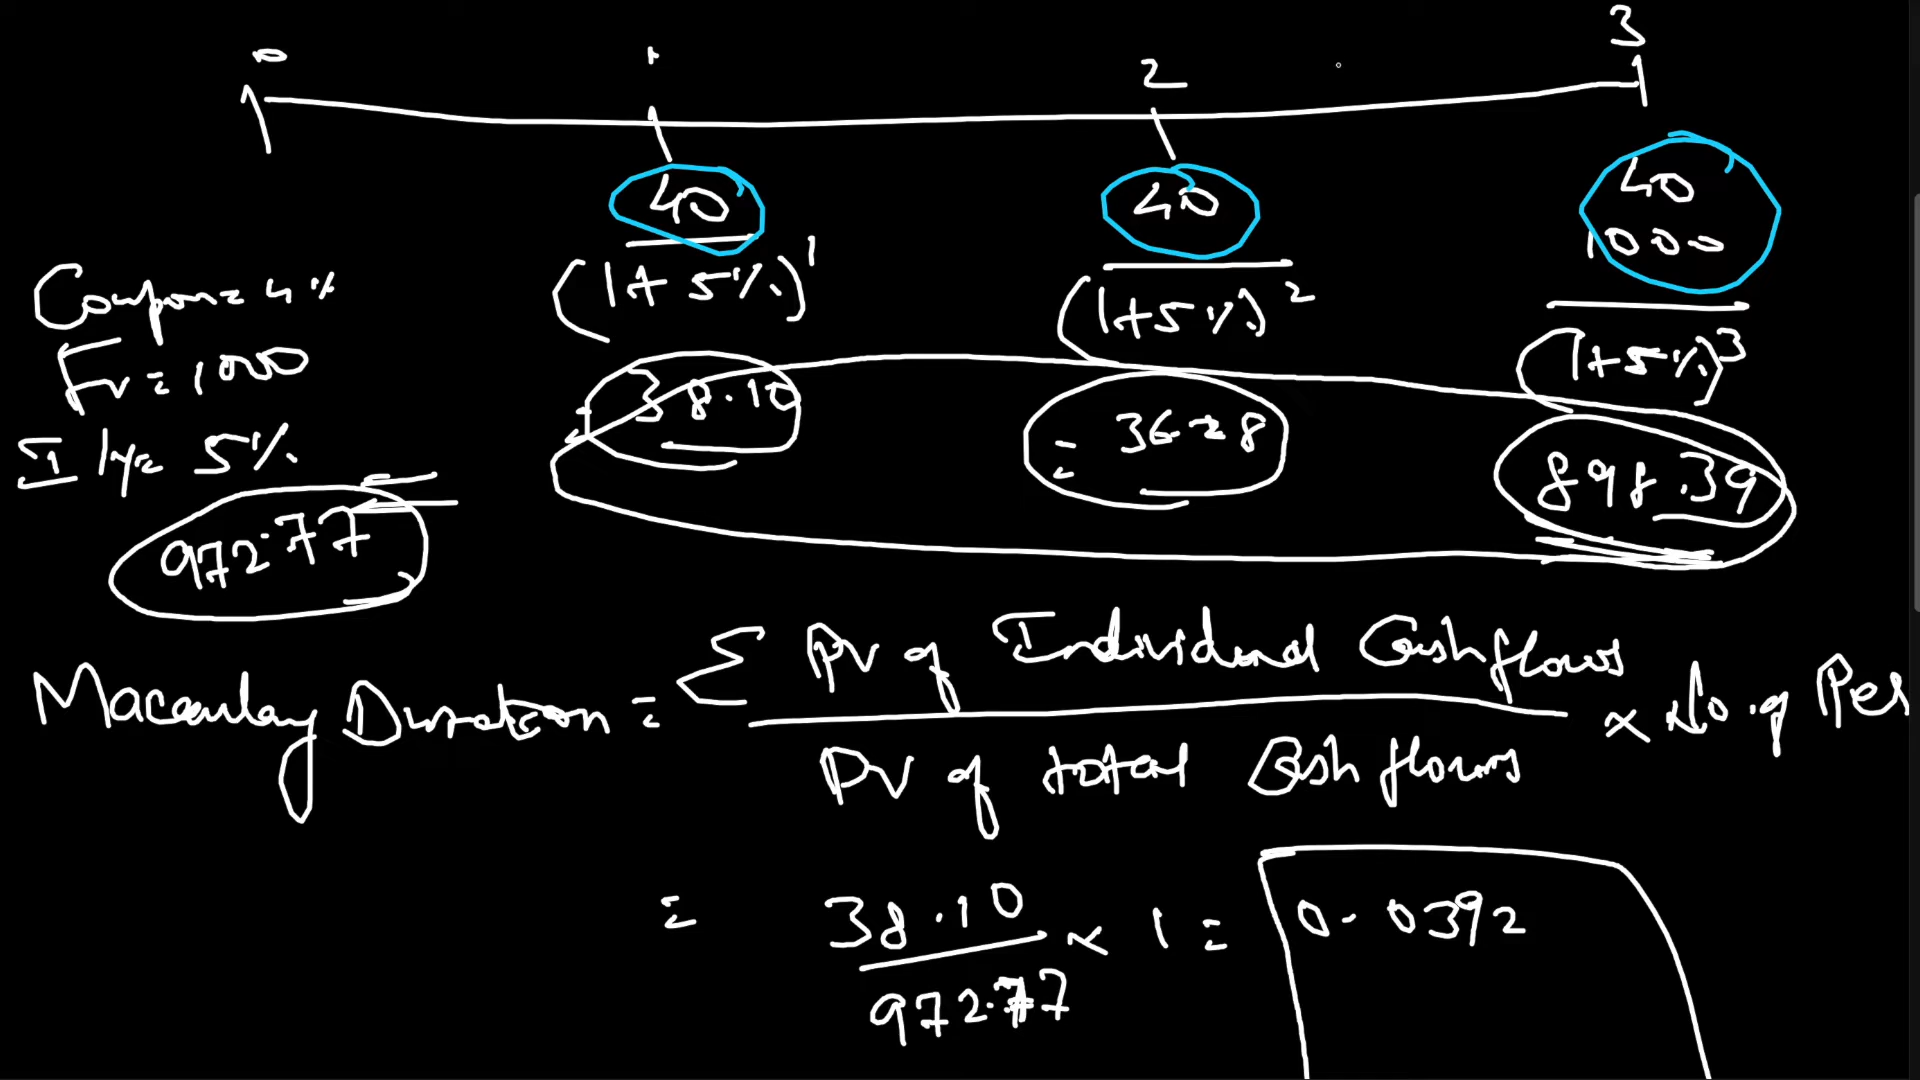 0 1 2 3
40 40 40
1000
(1+5%)^1 (1+5%)^2 (1+5%)^3
Coupon = 4%
Fv = 1000
I/y = 5%
= 38.10 = 36.28 898.39
972.77
Macaulay Duration = Σ PV of Individual Cashflows × No. of Per
PV of total Cash flows
= 38.10 × 1 = 0.0392
972.77